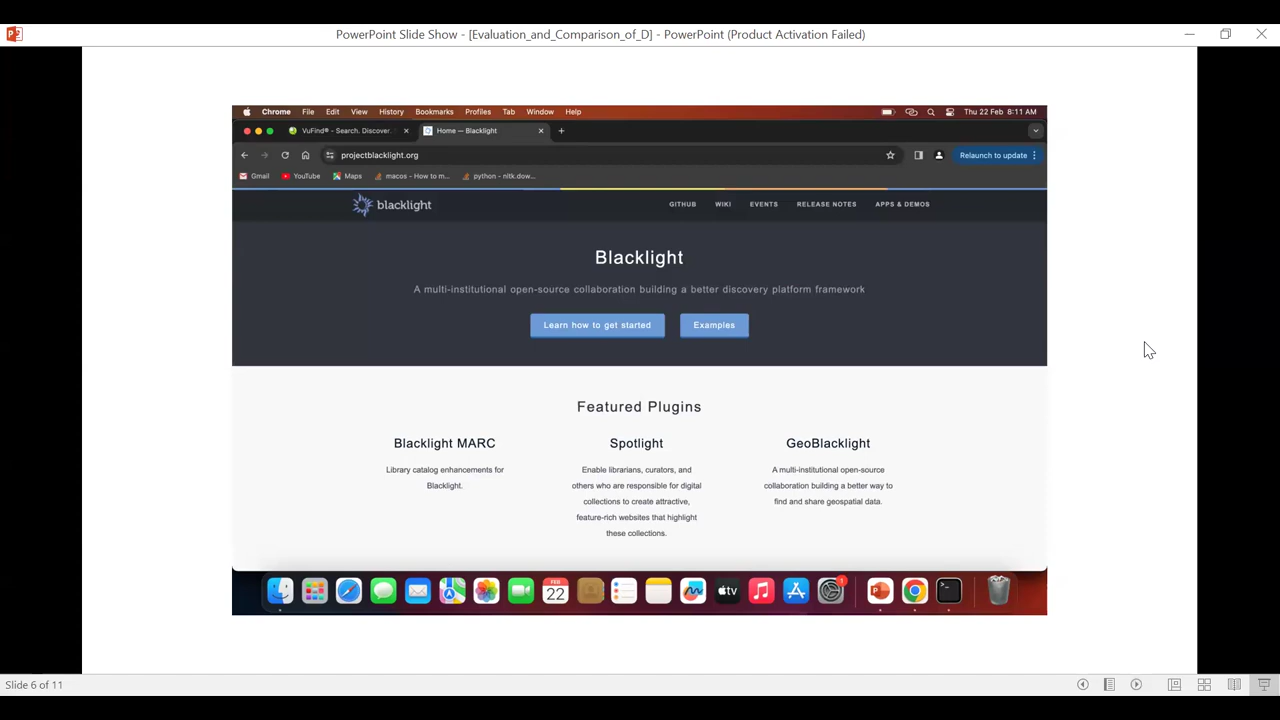 PowerPoint Slide Show - [Evaluation_and_Comparison_of_D] - PowerPoint (Product Activation Failed)
Chrome File Edit View History Bookmarks Profiles Tab Window Help Thu 22 Feb 8:11 AM
VuFind® - Search. Discover. Home — Blacklight
projectblacklight.org Relaunch to update
Gmail YouTube Maps macos - How to m... python - nltk.dow...
blacklight GITHUB WIKI EVENTS RELEASE NOTES APPS & DEMOS
Blacklight
A multi-institutional open-source collaboration building a better discovery platform framework
Learn how to get started Examples
Featured Plugins
Blacklight MARC
Library catalog enhancements for
Blacklight.
Spotlight
Enable librarians, curators, and
others who are responsible for digital
collections to create attractive,
feature-rich websites that highlight
these collections.
GeoBlacklight
A multi-institutional open-source
collaboration building a better way to
find and share geospatial data.
FEB
22
tv
1
Slide 6 of 11